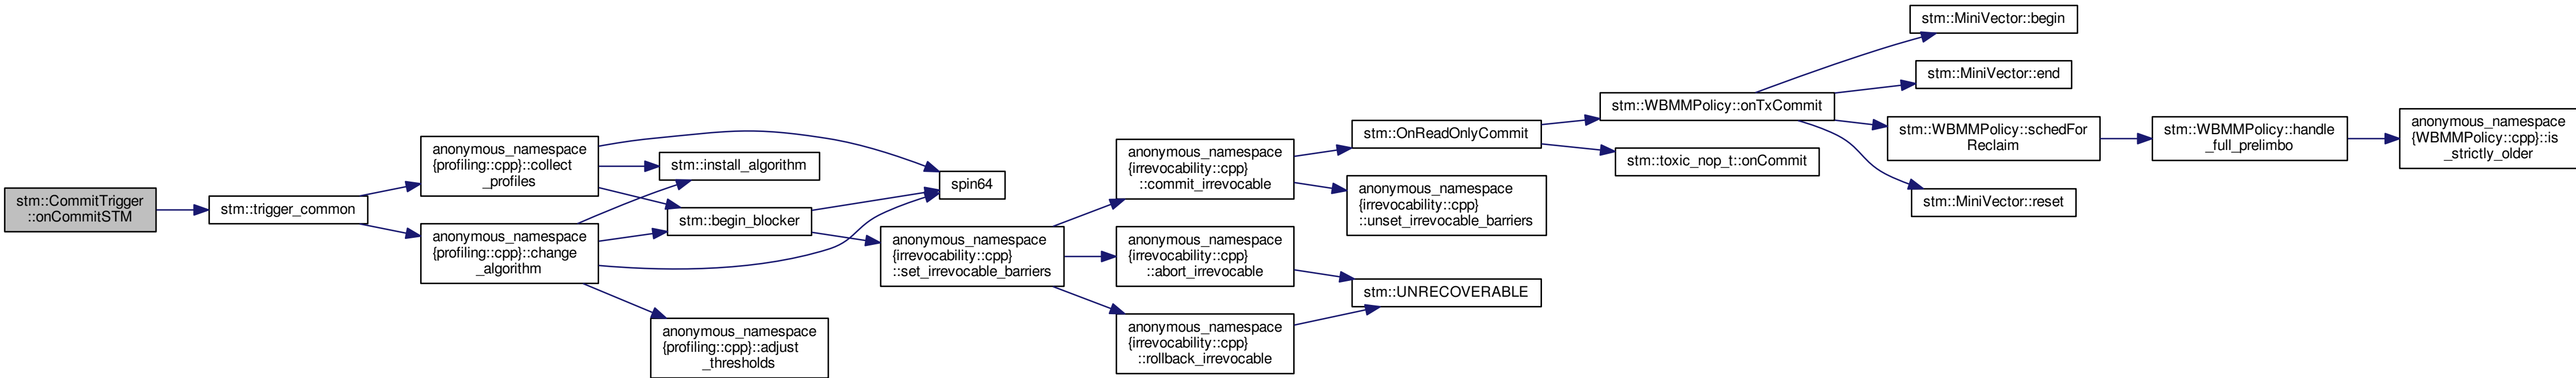 stm::CommitTrigger
::onCommitSTM
stm::trigger_common
anonymous_namespace
{profiling::cpp}::collect
_profiles
anonymous_namespace
{profiling::cpp}::change
_algorithm
stm::install_algorithm
stm::begin_blocker
anonymous_namespace
{profiling::cpp}::adjust
_thresholds
spin64
anonymous_namespace
{irrevocability::cpp}
::set_irrevocable_barriers
anonymous_namespace
{irrevocability::cpp}
::commit_irrevocable
anonymous_namespace
{irrevocability::cpp}
::abort_irrevocable
anonymous_namespace
{irrevocability::cpp}
::rollback_irrevocable
stm::OnReadOnlyCommit
anonymous_namespace
{irrevocability::cpp}
::unset_irrevocable_barriers
stm::UNRECOVERABLE
stm::WBMMPolicy::onTxCommit
stm::toxic_nop_t::onCommit
stm::MiniVector::begin
stm::MiniVector::end
stm::WBMMPolicy::schedFor
Reclaim
stm::MiniVector::reset
stm::WBMMPolicy::handle
_full_prelimbo
anonymous_namespace
{WBMMPolicy::cpp}::is
_strictly_older